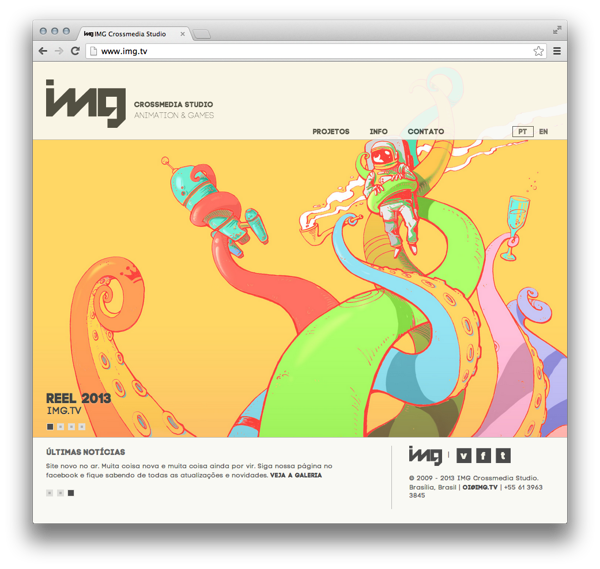 img IMG Crossmedia Studio
www.img.tv
img
CROSSMEDIA STUDIO
ANIMATION & GAMES
PROJETOS INFO CONTATO PT EN
REEL 2013
IMG.TV
ÚLTIMAS NOTÍCIAS
Site novo no ar. Muita coisa nova e muita coisa ainda por vir. Siga nossa página no
facebook e fique sabendo de todas as atualizações e novidades. VEJA A GALERIA
img | v f t
© 2009 - 2013 IMG Crossmedia Studio.
Brasília, Brasil | OI@IMG.TV | +55 61 3963
3845